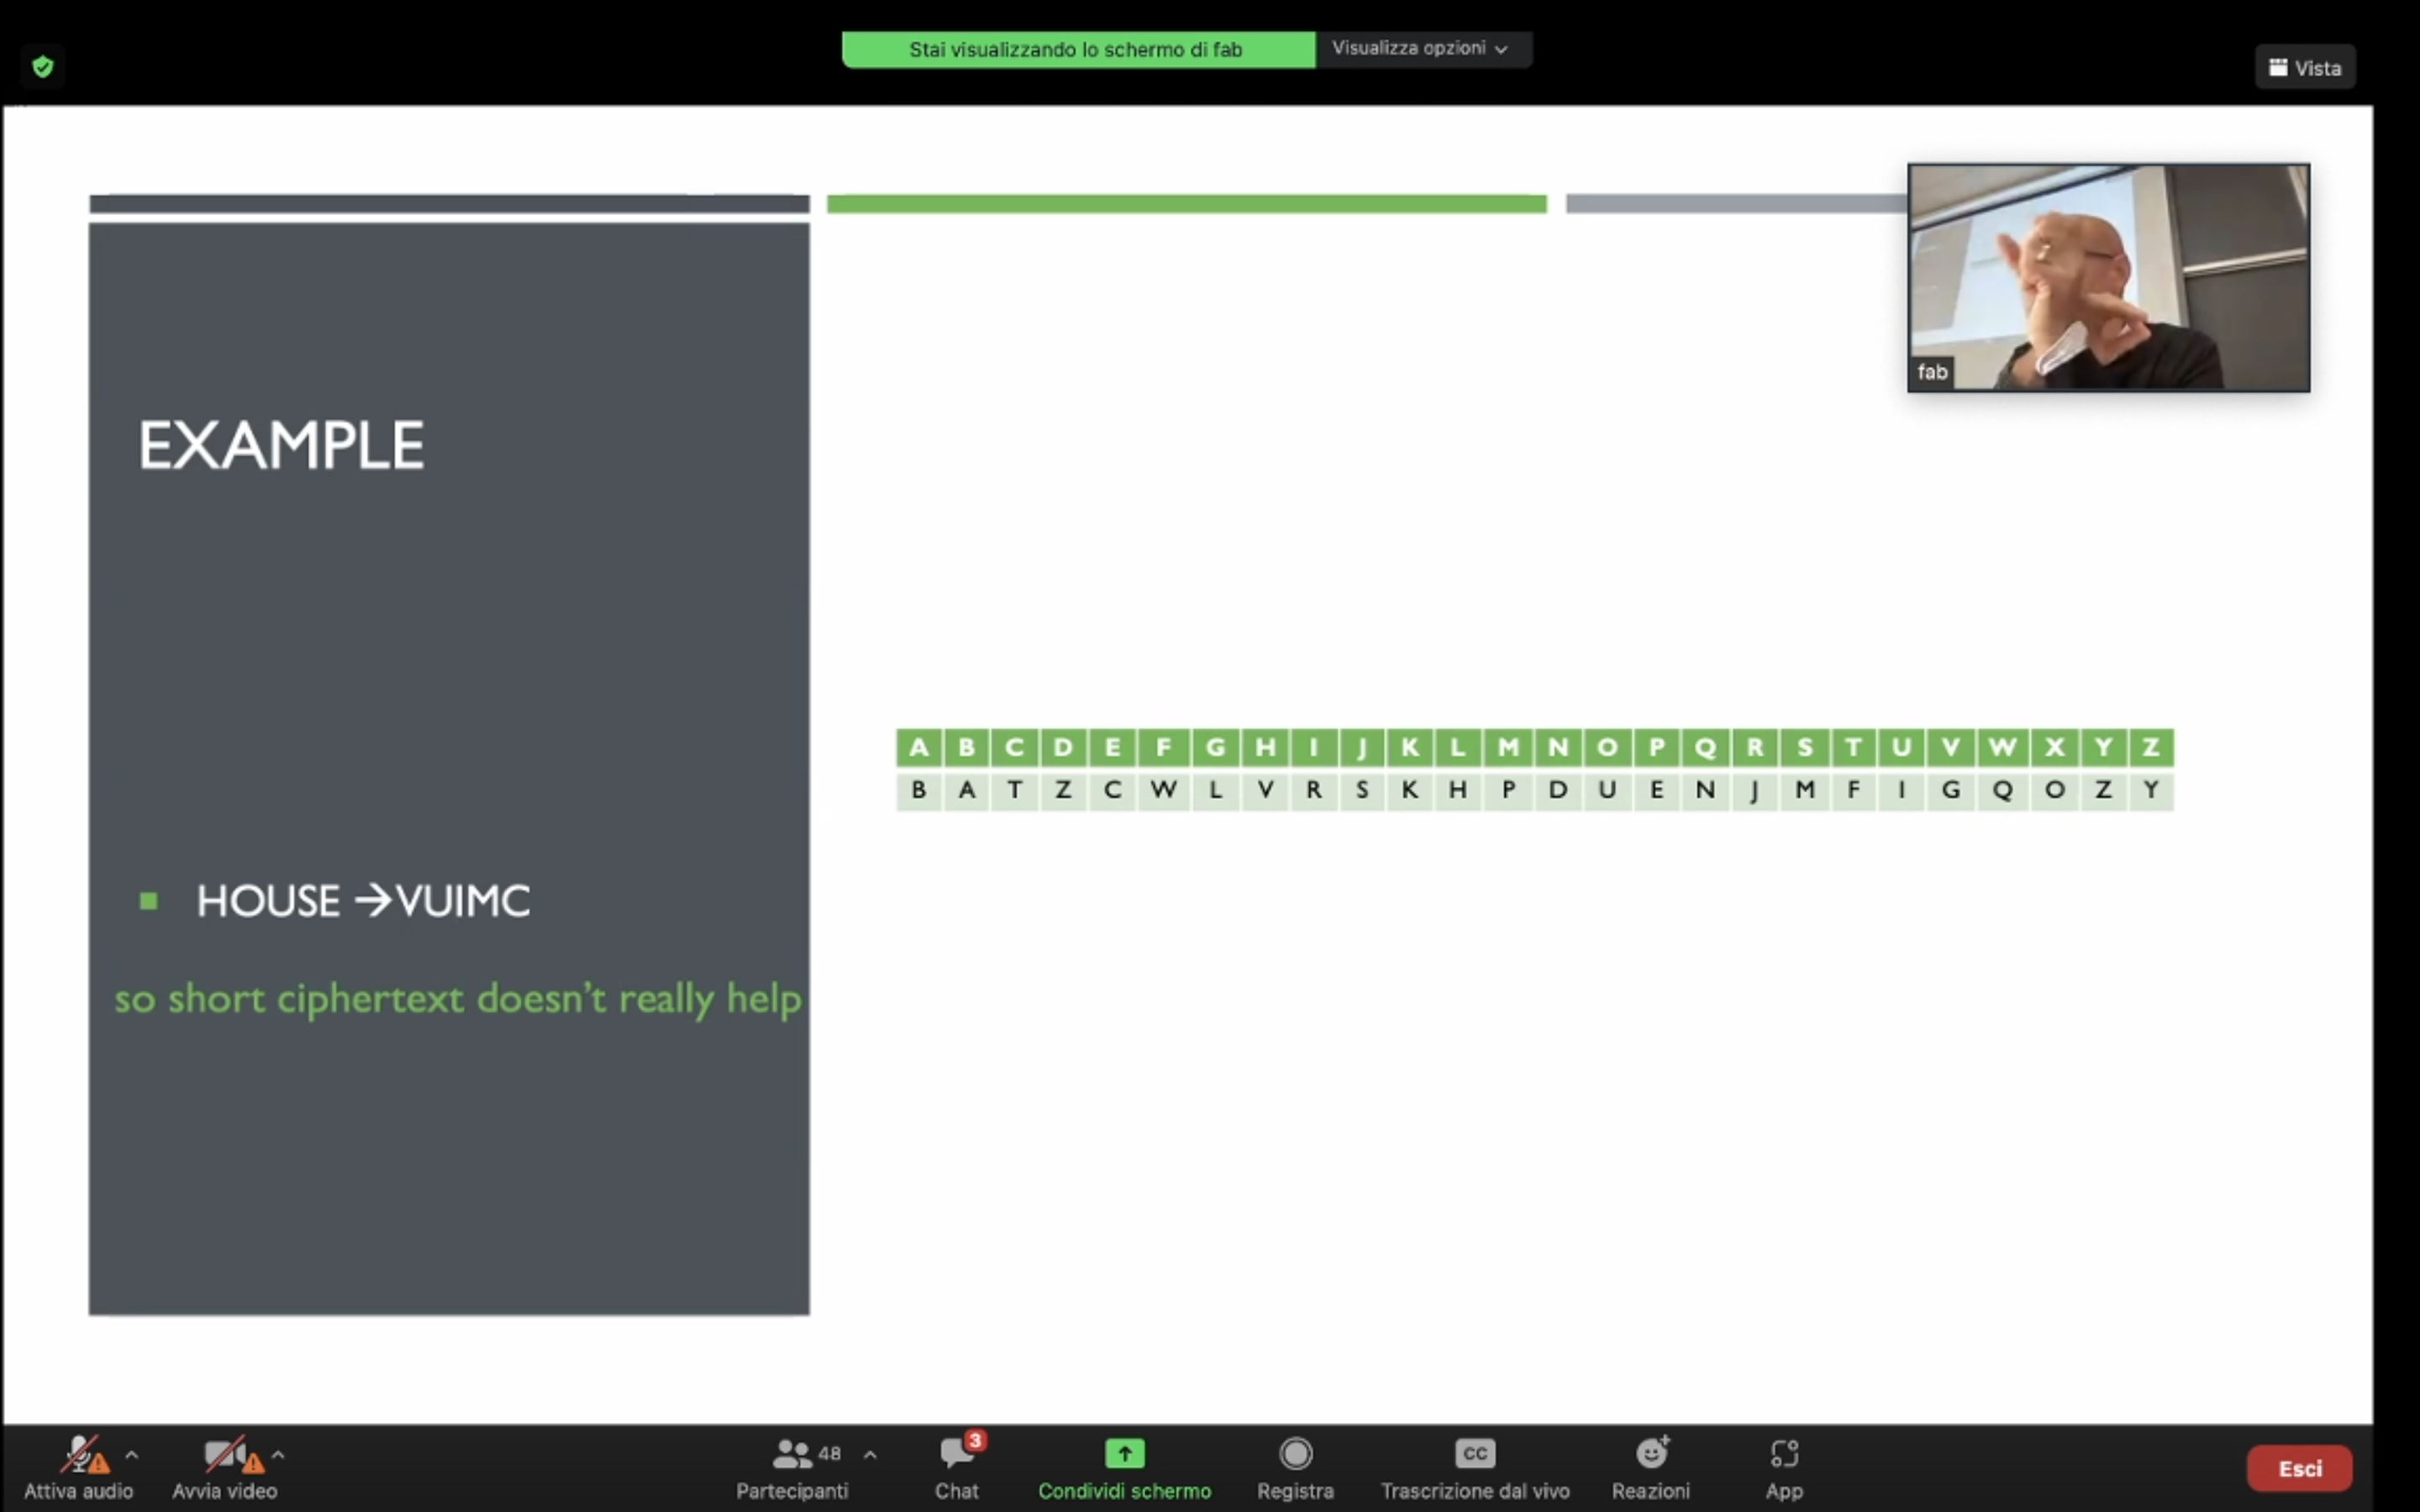 Stai visualizzando lo schermo di fab
Visualizza opzioni
Vista
fab
EXAMPLE
A B C D E F G H I J K L M N O P Q R S T U V W X Y Z
B A T Z C W L V R S K H P D U E N J M F I G Q O Z Y
HOUSE →VUIMC
so short ciphertext doesn't really help
48
3
CC
Attiva audio
Avvia video
Partecipanti
Chat
Condividi schermo
Registra
Trascrizione dal vivo
Reazioni
App
Esci